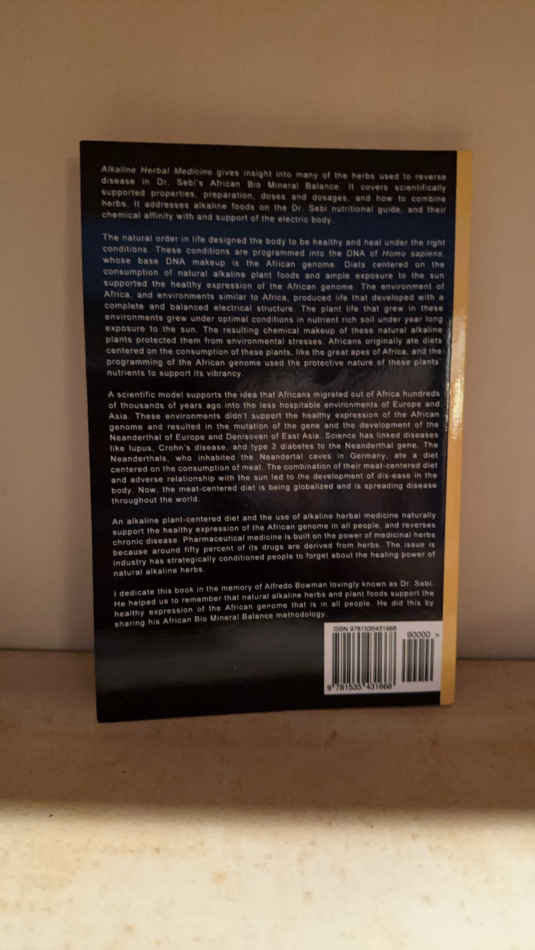 Alkaline Herbal Medicine gives insight into many of the herbs used to reverse
disease in Dr. Sebi's African Bio Mineral Balance. It covers scientifically
supported properties, preparation, doses and dosages, and how to combine
herbs. It addresses alkaline foods on the Dr. Sebi nutritional guide, and their
chemical affinity with and support of the electric body.
The natural order in life designed the body to be healthy and heal under the right
conditions. These conditions are programmed into the DNA of Homo sapiens,
whose base DNA makeup is the African genome. Diets centered on the
consumption of natural alkaline plant foods and ample exposure to the sun
supported the healthy expression of the African genome. The environment of
Africa, and environments similar to Africa, produced life that developed with a
complete and balanced electrical structure. The plant life that grew in these
environments grew under optimal conditions in nutrient rich soil under year long
exposure to the sun. The resulting chemical makeup of these natural alkaline
plants protected them from environmental stresses. Africans originally ate diets
centered on the consumption of these plants, like the great apes of Africa, and the
programming of the African genome used the protective nature of these plants'
nutrients to support its vibrancy.
A scientific model supports the idea that Africans migrated out of Africa hundreds
of thousands of years ago into the less hospitable environments of Europe and
Asia. These environments didn't support the healthy expression of the African
genome and resulted in the mutation of the gene and the development of the
Neanderthal of Europe and Denisovan of East Asia. Science has linked diseases
like lupus, Crohn's disease, and type 2 diabetes to the Neanderthal gene. The
Neanderthals, who inhabited the Neandertal caves in Germany, ate a diet
centered on the consumption of meat. The combination of their meat-centered diet
and adverse relationship with the sun led to the development of dis-ease in the
body. Now, the meat-centered diet is being globalized and is spreading disease
throughout the world.
An alkaline plant-centered diet and the use of alkaline herbal medicine naturally
support the healthy expression of the African genome in all people, and reverses
chronic disease. Pharmaceutical medicine is built on the power of medicinal herbs
because around fifty percent of its drugs are derived from herbs. The issue is
industry has strategically conditioned people to forget about the healing power of
natural alkaline herbs.
I dedicate this book in the memory of Alfredo Bowman lovingly known as Dr. Sebi.
He helped us to remember that natural alkaline herbs and plant foods support the
healthy expression of the African genome that is in all people. He did this by
sharing his African Bio Mineral Balance methodology.
ISBN 9781535431668
90000 >
9 781535 431668